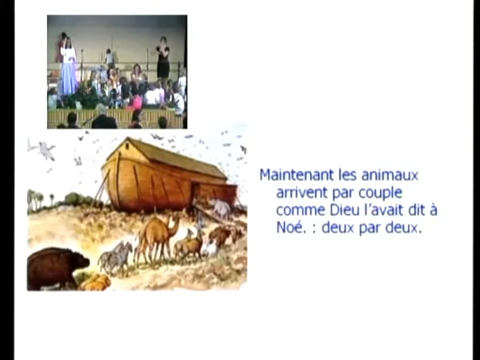 Maintenant les animaux
arrivent par couple
comme Dieu l'avait dit à
Noé. : deux par deux.